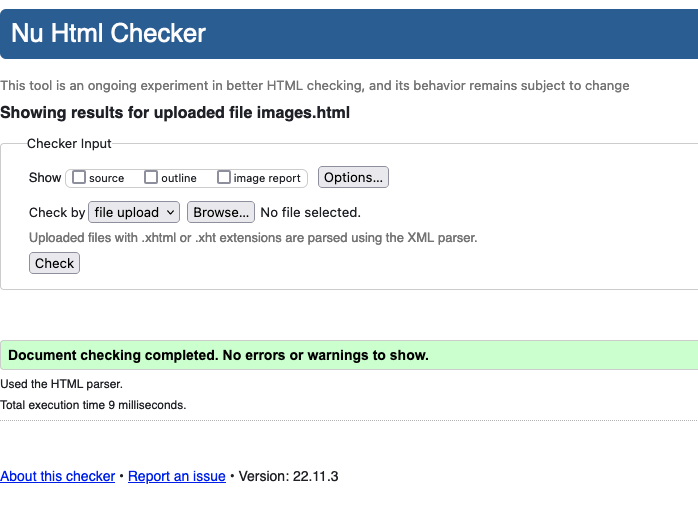 Nu Html Checker
This tool is an ongoing experiment in better HTML checking, and its behavior remains subject to change
Showing results for uploaded file images.html
Checker Input
Show source outline image report Options...
Check by file upload Browse... No file selected.
Uploaded files with .xhtml or .xht extensions are parsed using the XML parser.
Check
Document checking completed. No errors or warnings to show.
Used the HTML parser.
Total execution time 9 milliseconds.
About this checker • Report an issue • Version: 22.11.3